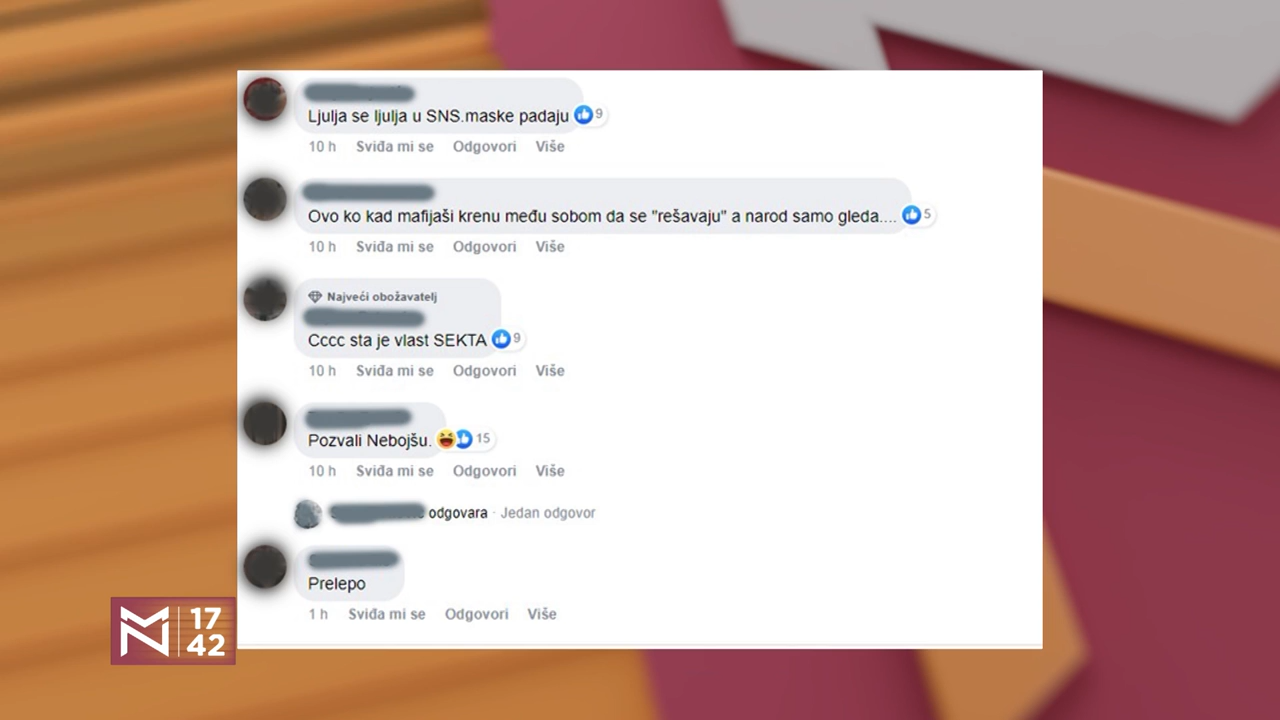 Ljulja se ljulja u SNS.maske padaju 9
10 h Sviđa mi se Odgovori Više
Ovo ko kad mafijaši krenu među sobom da se "rešavaju" a narod samo gleda.... 5
10 h Sviđa mi se Odgovori Više
Najveći obožavatelj
Cccc sta je vlast SEKTA 9
10 h Sviđa mi se Odgovori Više
Pozvali Nebojšu. 15
10 h Sviđa mi se Odgovori Više
odgovara · Jedan odgovor
Prelepo
1 h Sviđa mi se Odgovori Više
17
42